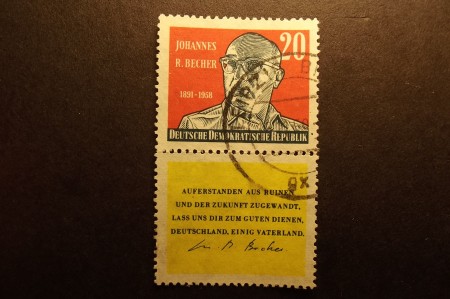 JOHANNES
R. BECHER
20
1891-1958
DEUTSCHE DEMOKRATISCHE REPUBLIK
AUFERSTANDEN AUS RUINEN
UND DER ZUKUNFT ZUGEWANDT,
LASS UNS DIR ZUM GUTEN DIENEN,
DEUTSCHLAND, EINIG VATERLAND.
Becher